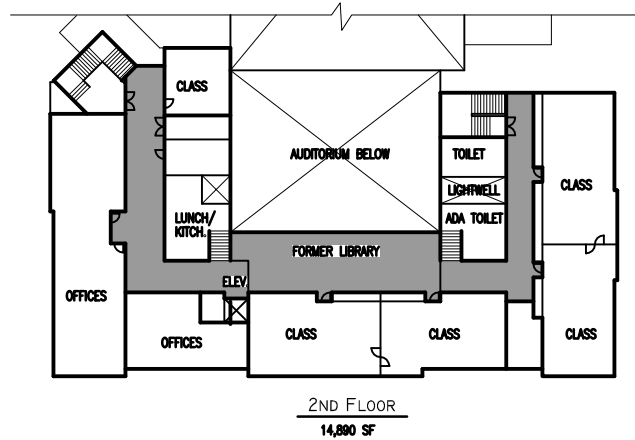 CLASS
AUDITORIUM BELOW
TOILET
LIGHTWELL
CLASS
LUNCH/
KITCH.
ADA TOILET
FORMER LIBRARY
ELEV.
OFFICES
CLASS
CLASS
CLASS
OFFICES
2ND FLOOR
14,890 SF